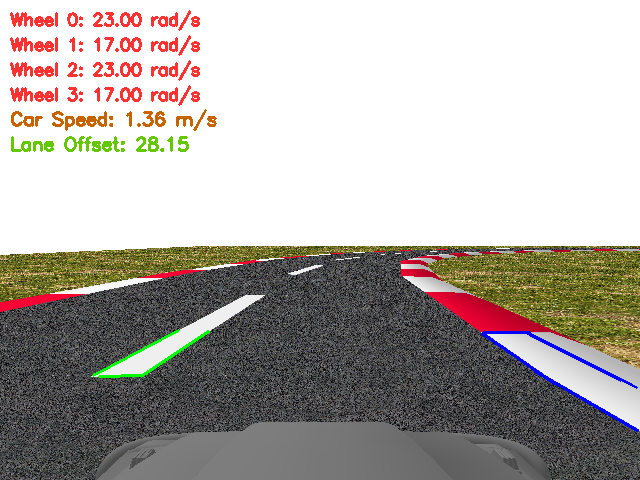 Wheel 0: 23.00 rad/s
Wheel 1: 17.00 rad/s
Wheel 2: 23.00 rad/s
Wheel 3: 17.00 rad/s
Car Speed: 1.36 m/s
Lane Offset: 28.15